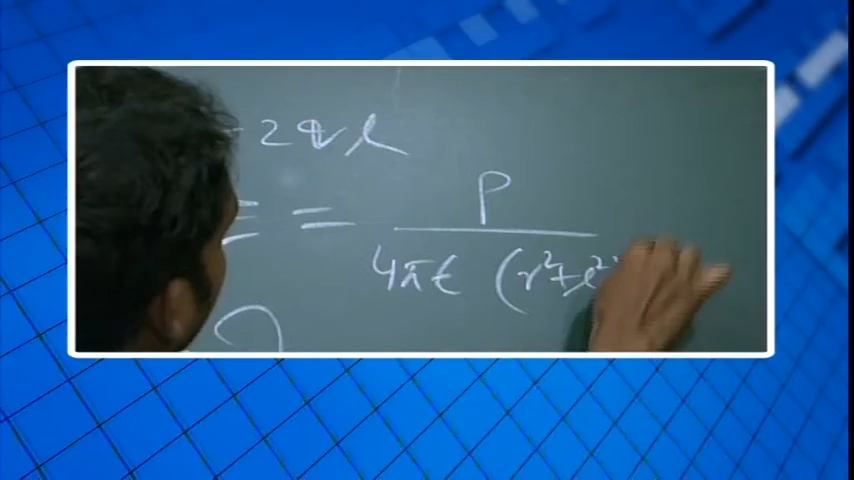 - 2ql
= = P
4πε (r²+l²